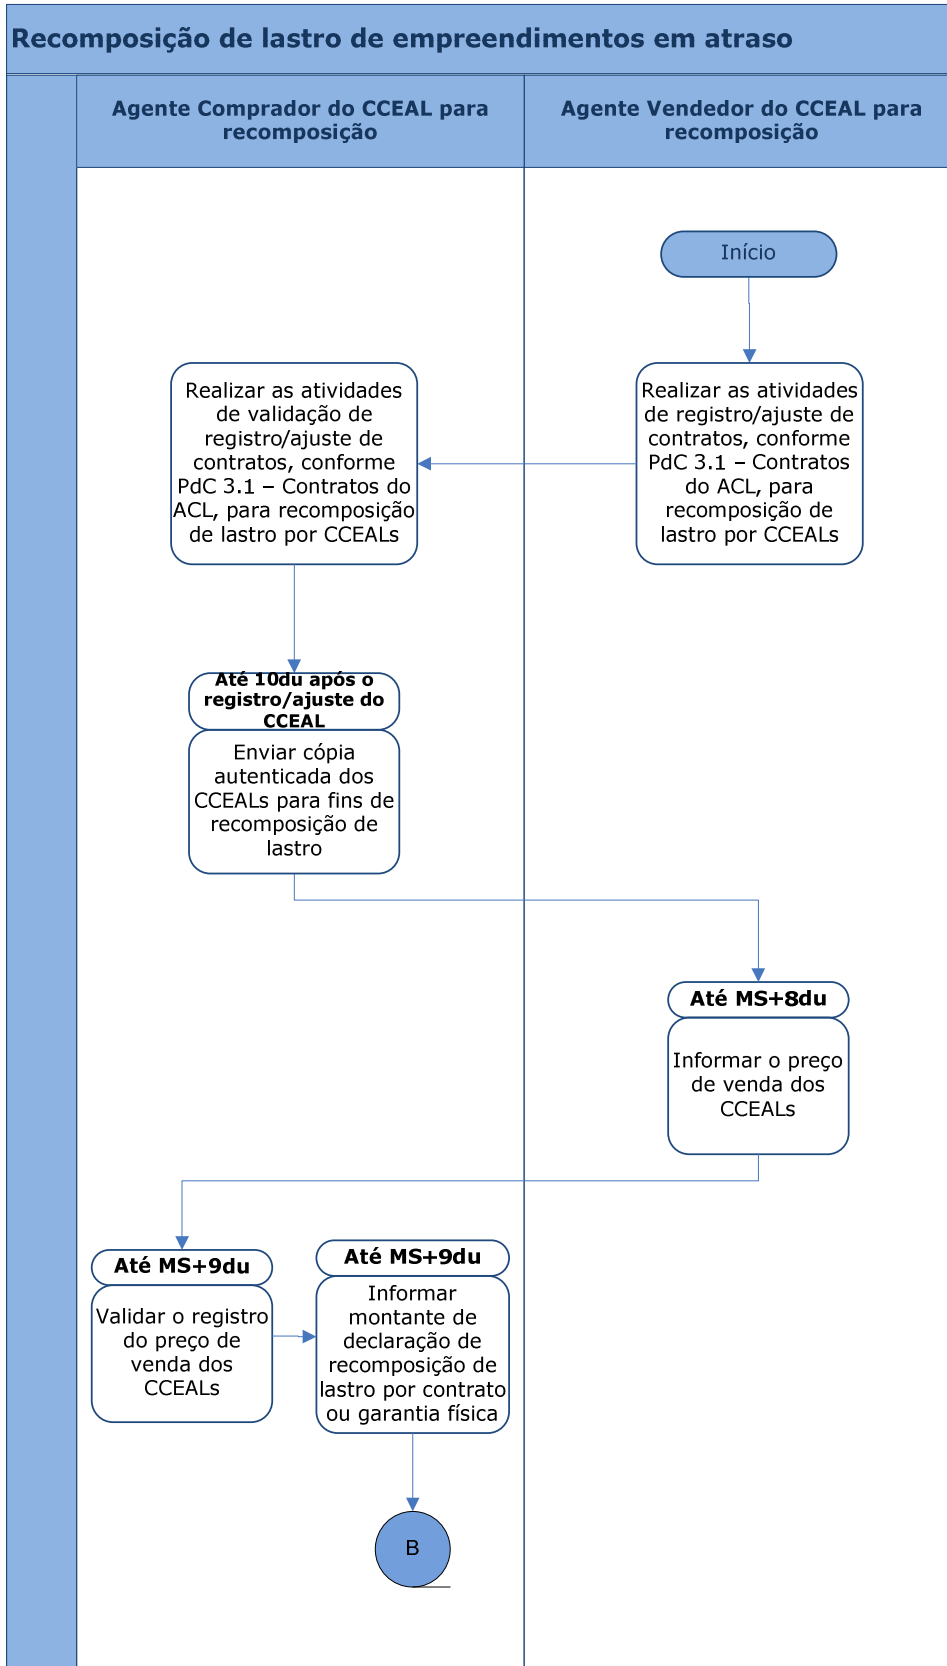 Recomposição de lastro de empreendimentos em atraso
Agente Comprador do CCEAL para
recomposição
Agente Vendedor do CCEAL para
recomposição
Início
Realizar as atividades
de registro/ajuste de
contratos, conforme
PdC 3.1 – Contratos
do ACL, para
recomposição de
lastro por CCEALs
Realizar as atividades
de validação de
registro/ajuste de
contratos, conforme
PdC 3.1 – Contratos do
ACL, para recomposição
de lastro por CCEALs
Até 10du após o
registro/ajuste do
CCEAL
Enviar cópia
autenticada dos
CCEALs para fins de
recomposição de
lastro
Até MS+8du
Informar o preço
de venda dos
CCEALs
Até MS+9du
Validar o registro
do preço de
venda dos
CCEALs
Até MS+9du
Informar
montante de
declaração de
recomposição de
lastro por contrato
ou garantia física
B